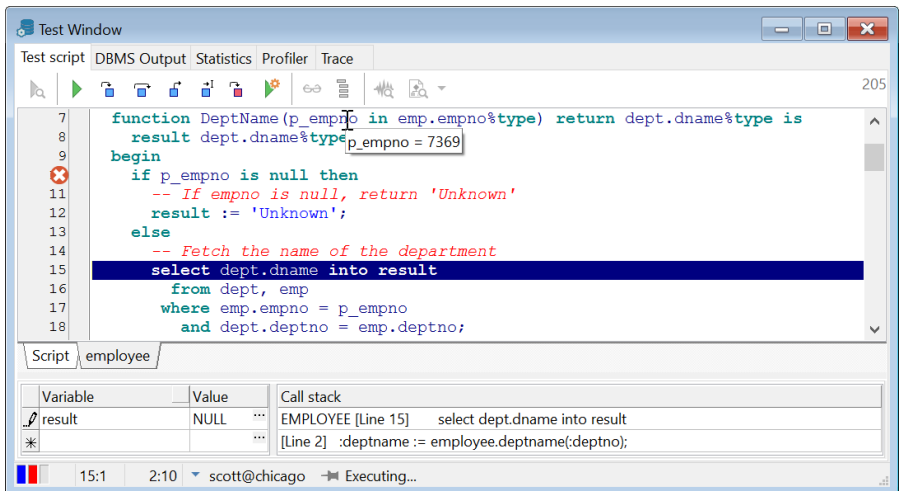 Test Window
Test script DBMS Output Statistics Profiler Trace
205
7 function DeptName(p_empno in emp.empno%type) return dept.dname%type is
8 result dept.dname%type
p_empno = 7369
9 begin
if p_empno is null then
11 -- If empno is null, return 'Unknown'
12 result := 'Unknown';
13 else
14 -- Fetch the name of the department
15 select dept.dname into result
16 from dept, emp
17 where emp.empno = p_empno
18 and dept.deptno = emp.deptno;
Script employee
Variable Value Call stack
result NULL ... EMPLOYEE [Line 15] select dept.dname into result
... [Line 2] :deptname := employee.deptname(:deptno);
15:1 2:10 scott@chicago Executing...